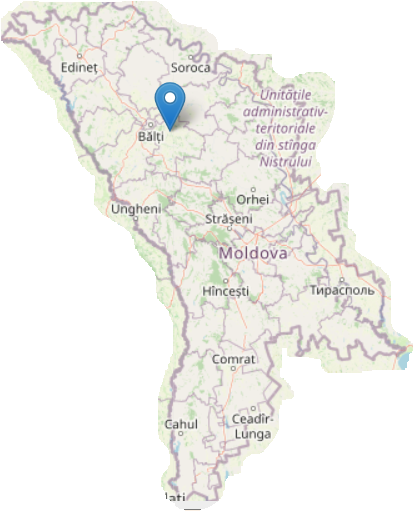 Edineț
Soroca
Unitățile
administrativ-
teritoriale
din stînga
Nistrului
Bălți
Orhei
Ungheni
Strășeni
Moldova
Hîncești
Тирасполь
Comrat
Ceadîr-
Lunga
Cahul